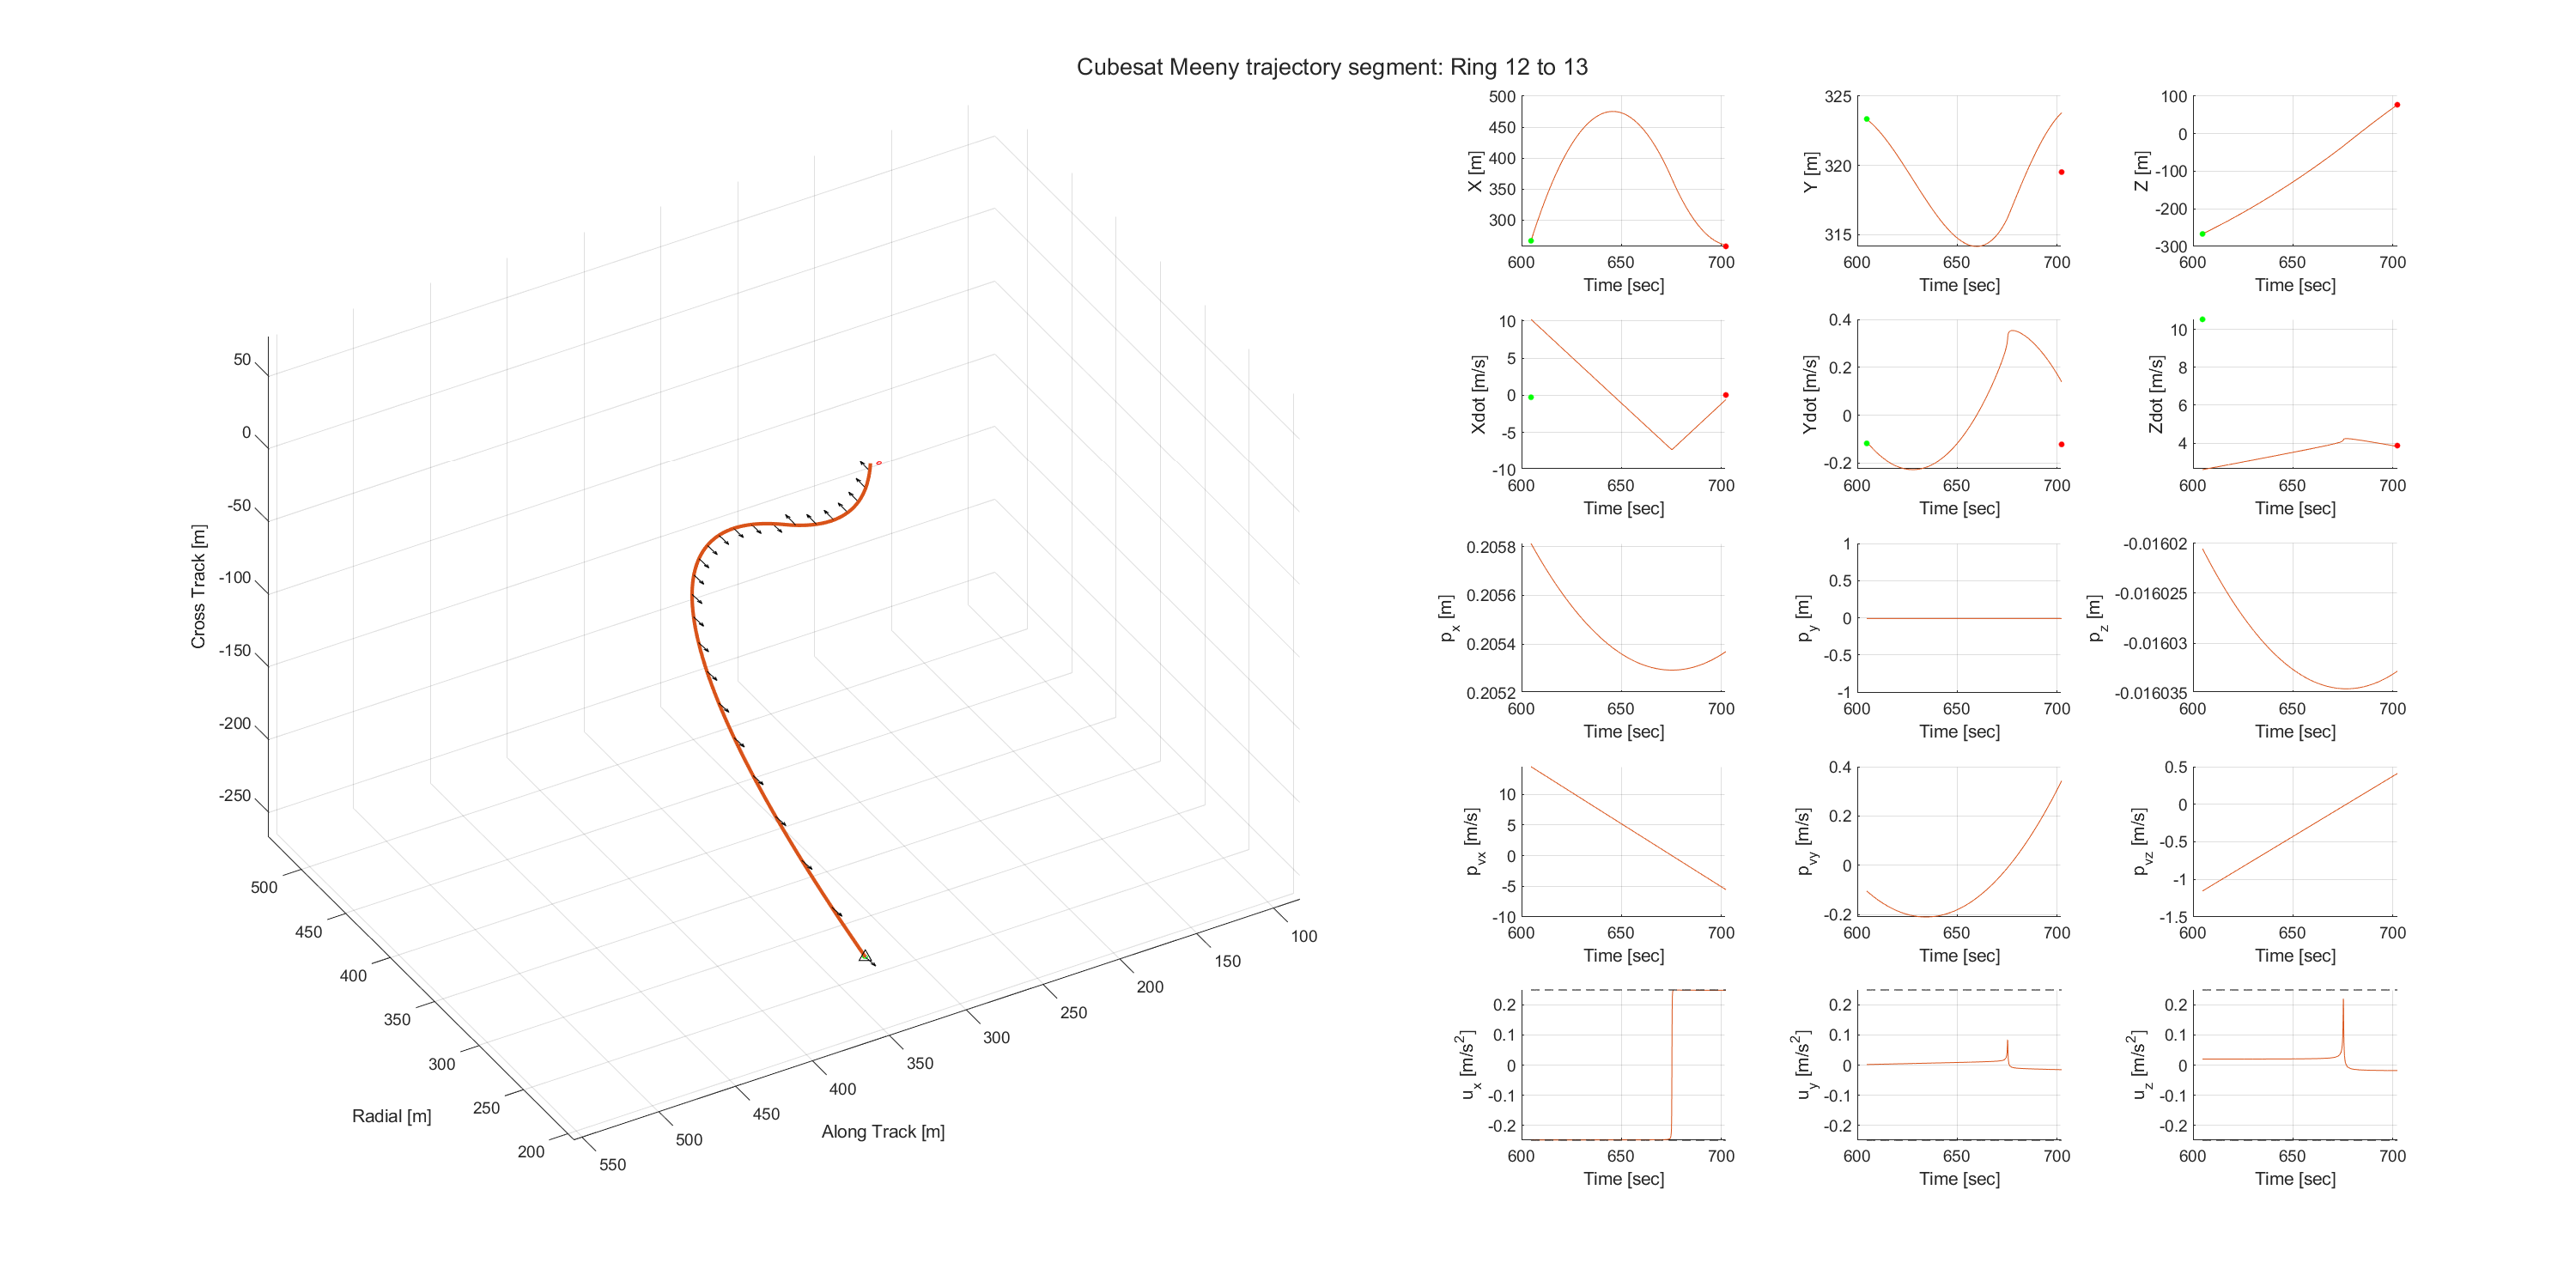 Cubesat Meeny trajectory segment: Ring 12 to 13
50
0
-50
-100
-150
-200
-250
Cross Track [m]
500
450
400
350
300
250
200
Radial [m]
550
500
450
400
350
300
250
200
150
100
Along Track [m]
500
450
400
350
300
X [m]
600 650 700
Time [sec]
325
320
315
Y [m]
600 650 700
Time [sec]
100
0
-100
-200
-300
Z [m]
600 650 700
Time [sec]
10
5
0
-5
-10
Xdot [m/s]
600 650 700
Time [sec]
0.4
0.2
0
-0.2
Ydot [m/s]
600 650 700
Time [sec]
10
8
6
4
Zdot [m/s]
600 650 700
Time [sec]
0.2058
0.2056
0.2054
0.2052
p_x [m]
600 650 700
Time [sec]
1
0.5
0
-0.5
-1
p_y [m]
600 650 700
Time [sec]
-0.01602
-0.016025
-0.01603
-0.016035
p_z [m]
600 650 700
Time [sec]
10
5
0
-5
-10
p_vx [m/s]
600 650 700
Time [sec]
0.4
0.2
0
-0.2
p_vy [m/s]
600 650 700
Time [sec]
0.5
0
-0.5
-1
-1.5
p_vz [m/s]
600 650 700
Time [sec]
0.2
0.1
0
-0.1
-0.2
u_x [m/s²]
600 650 700
Time [sec]
0.2
0.1
0
-0.1
-0.2
u_y [m/s²]
600 650 700
Time [sec]
0.2
0.1
0
-0.1
-0.2
u_z [m/s²]
600 650 700
Time [sec]